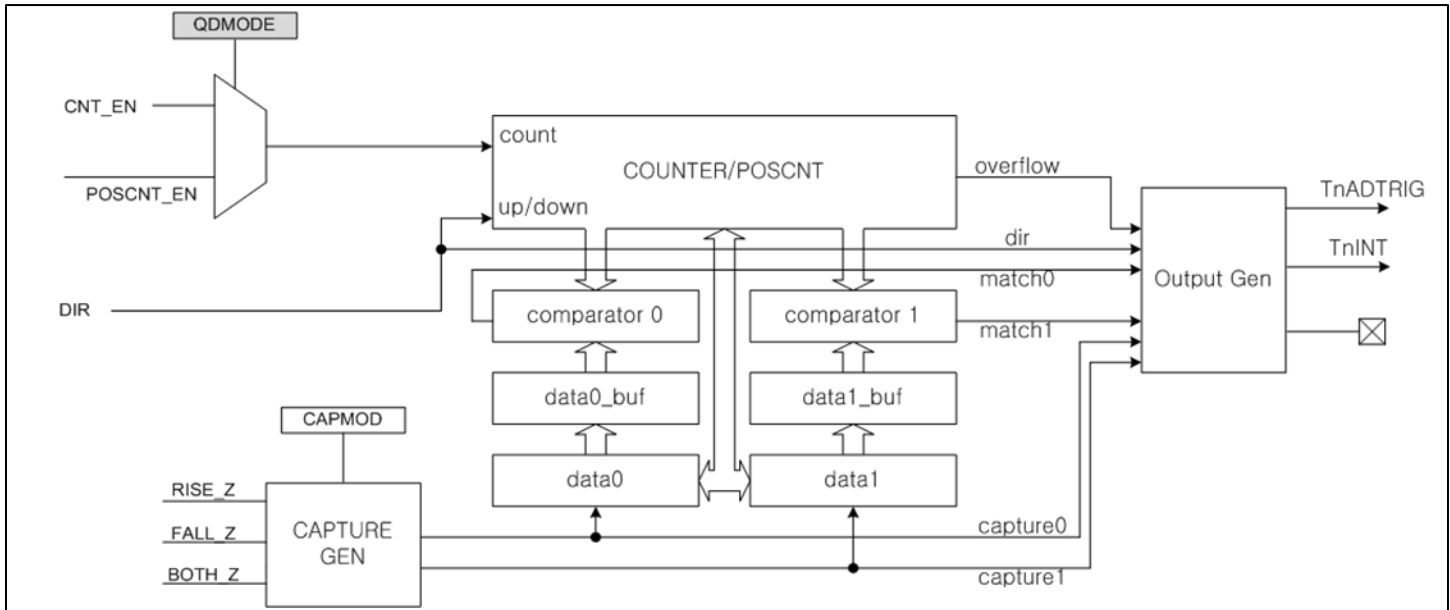 QDMODE
CNT_EN
POSCNT_EN
count
COUNTER/POSCNT
up/down
overflow
dir
match0
match1
TnADTRIG
TnINT
Output Gen
DIR
comparator 0
comparator 1
data0_buf
data1_buf
data0
data1
CAPMOD
RISE_Z
FALL_Z
BOTH_Z
CAPTURE
GEN
capture0
capture1